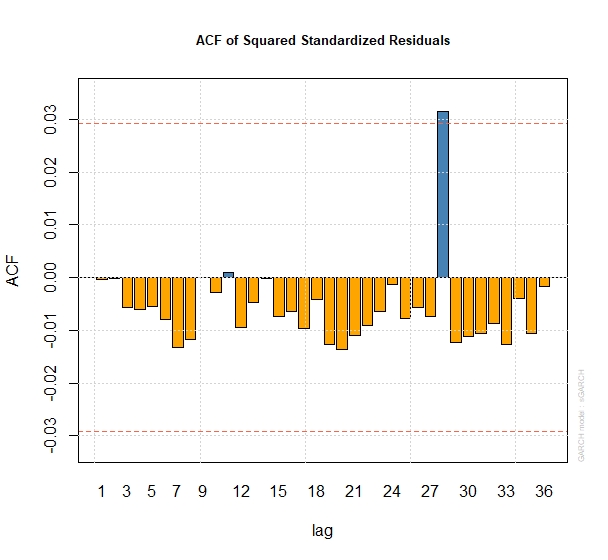 ACF of Squared Standardized Residuals
ACF
0.03
0.02
0.01
0.00
-0.01
-0.02
-0.03
1 3 5 7 9 12 15 18 21 24 27 30 33 36
lag
GARCH model : sGARCH